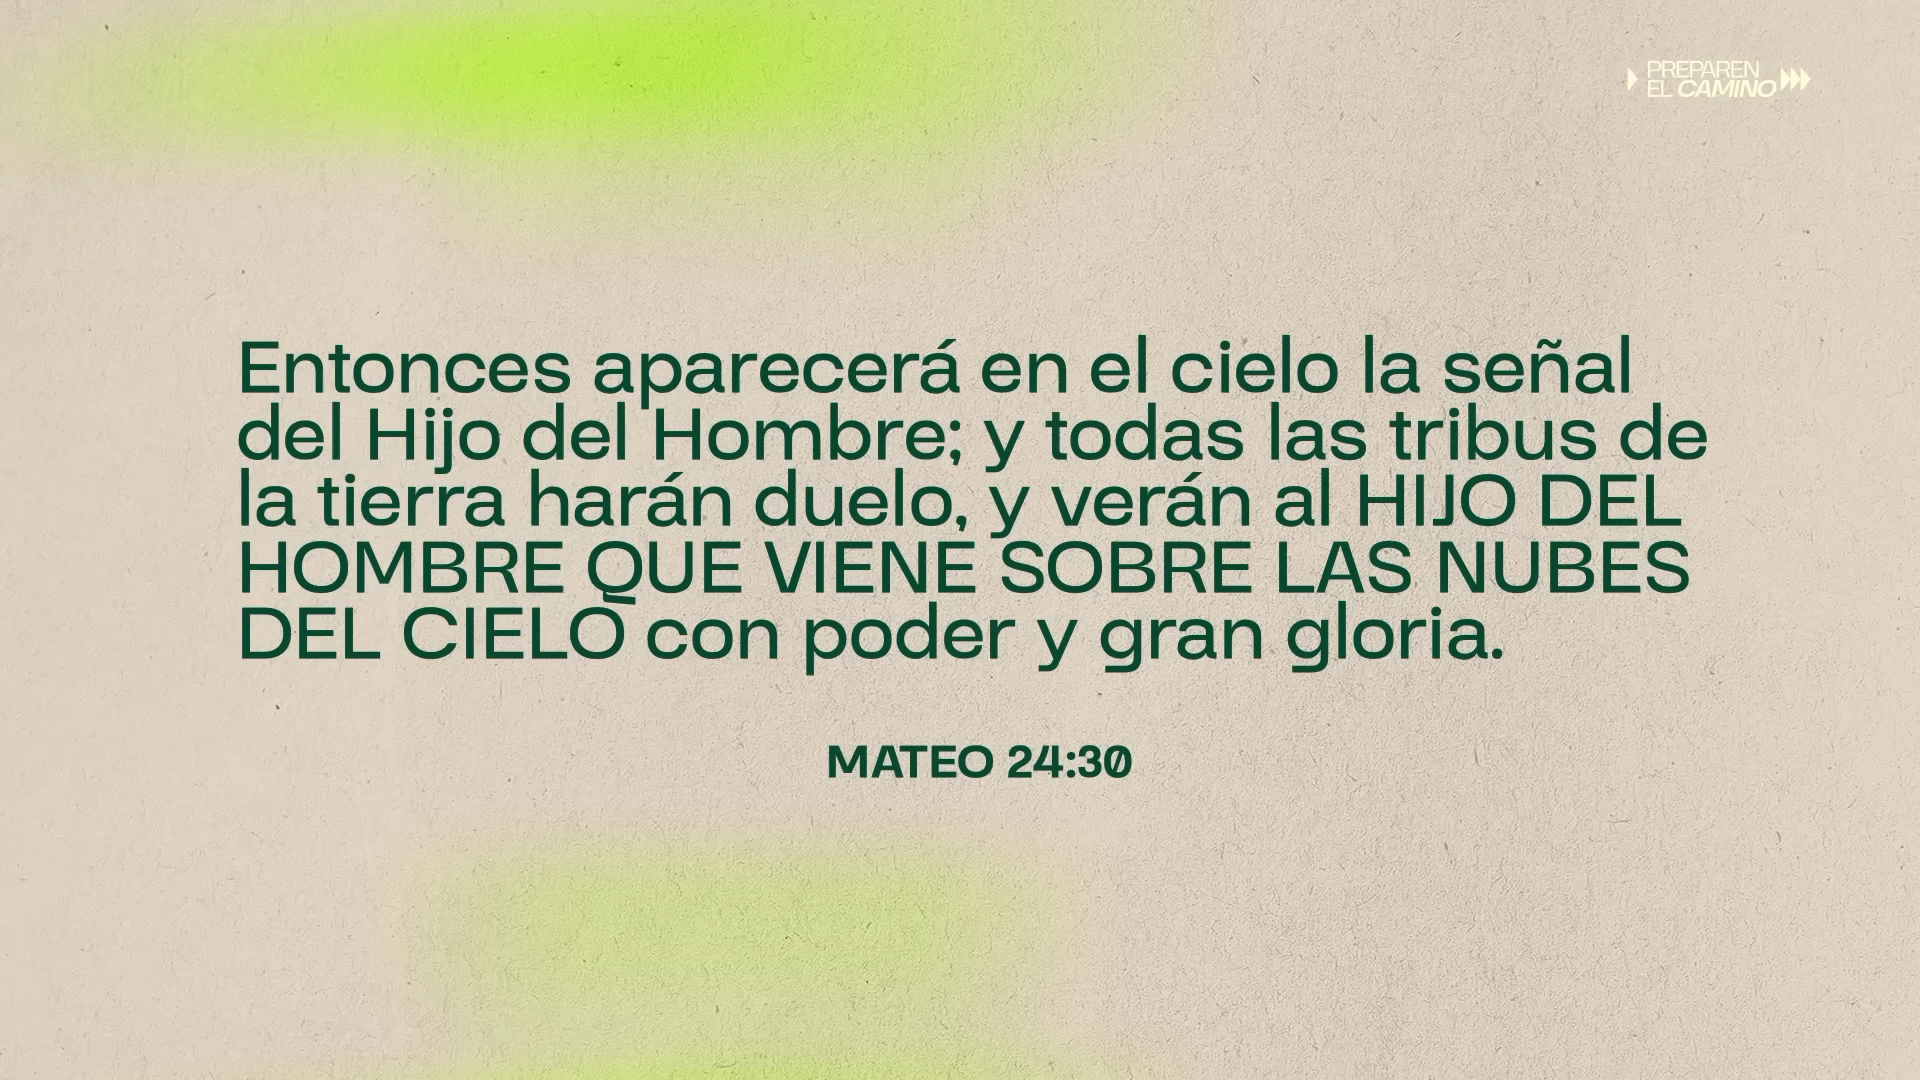 PREPAREN
EL CAMINO
Entonces aparecerá en el cielo la señal
del Hijo del Hombre; y todas las tribus de
la tierra harán duelo, y verán al HIJO DEL
HOMBRE QUE VIENE SOBRE LAS NUBES
DEL CIELO con poder y gran gloria.
MATEO 24:30